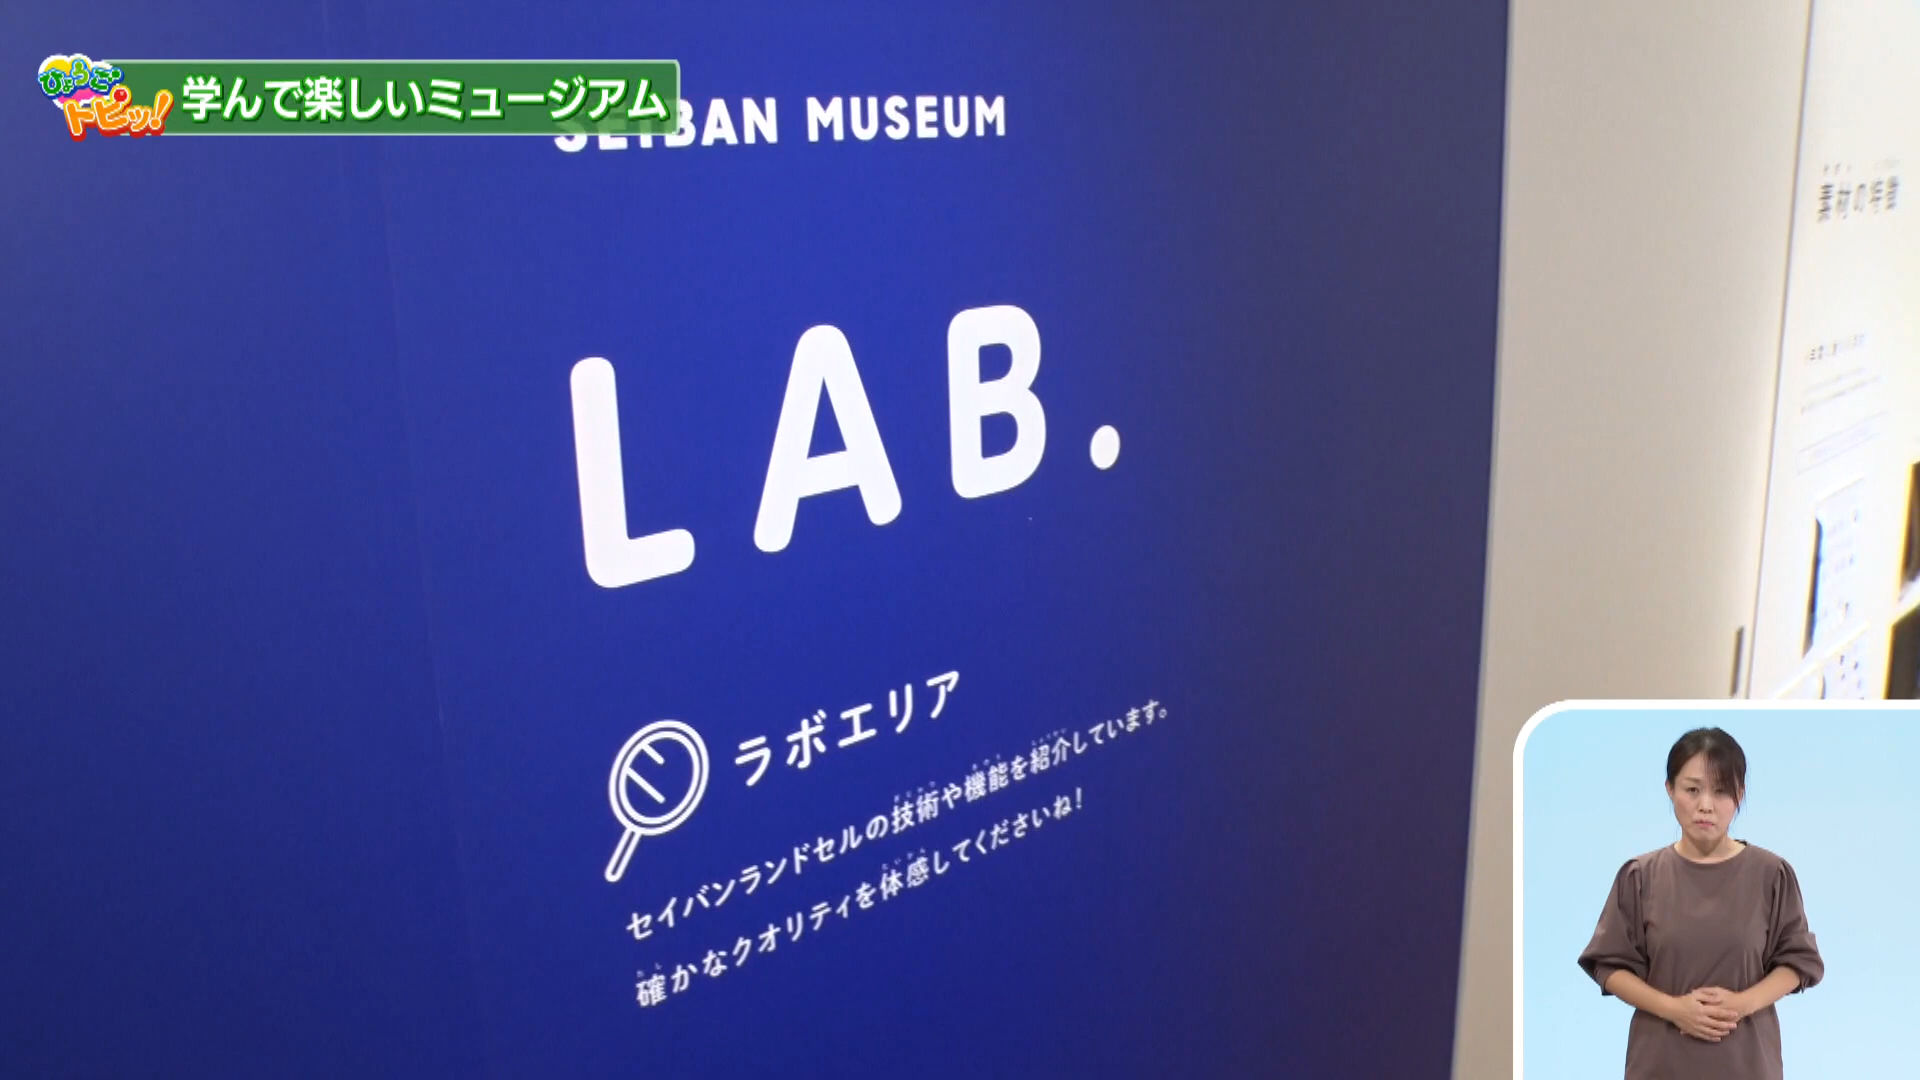 ひょうご
トピッ!
学んで楽しいミュージアム
SEIBAN MUSEUM
LAB.
ラボエリア
セイバンランドセルの技術や機能を紹介しています。
確かなクオリティを体感してくださいね!
素材の